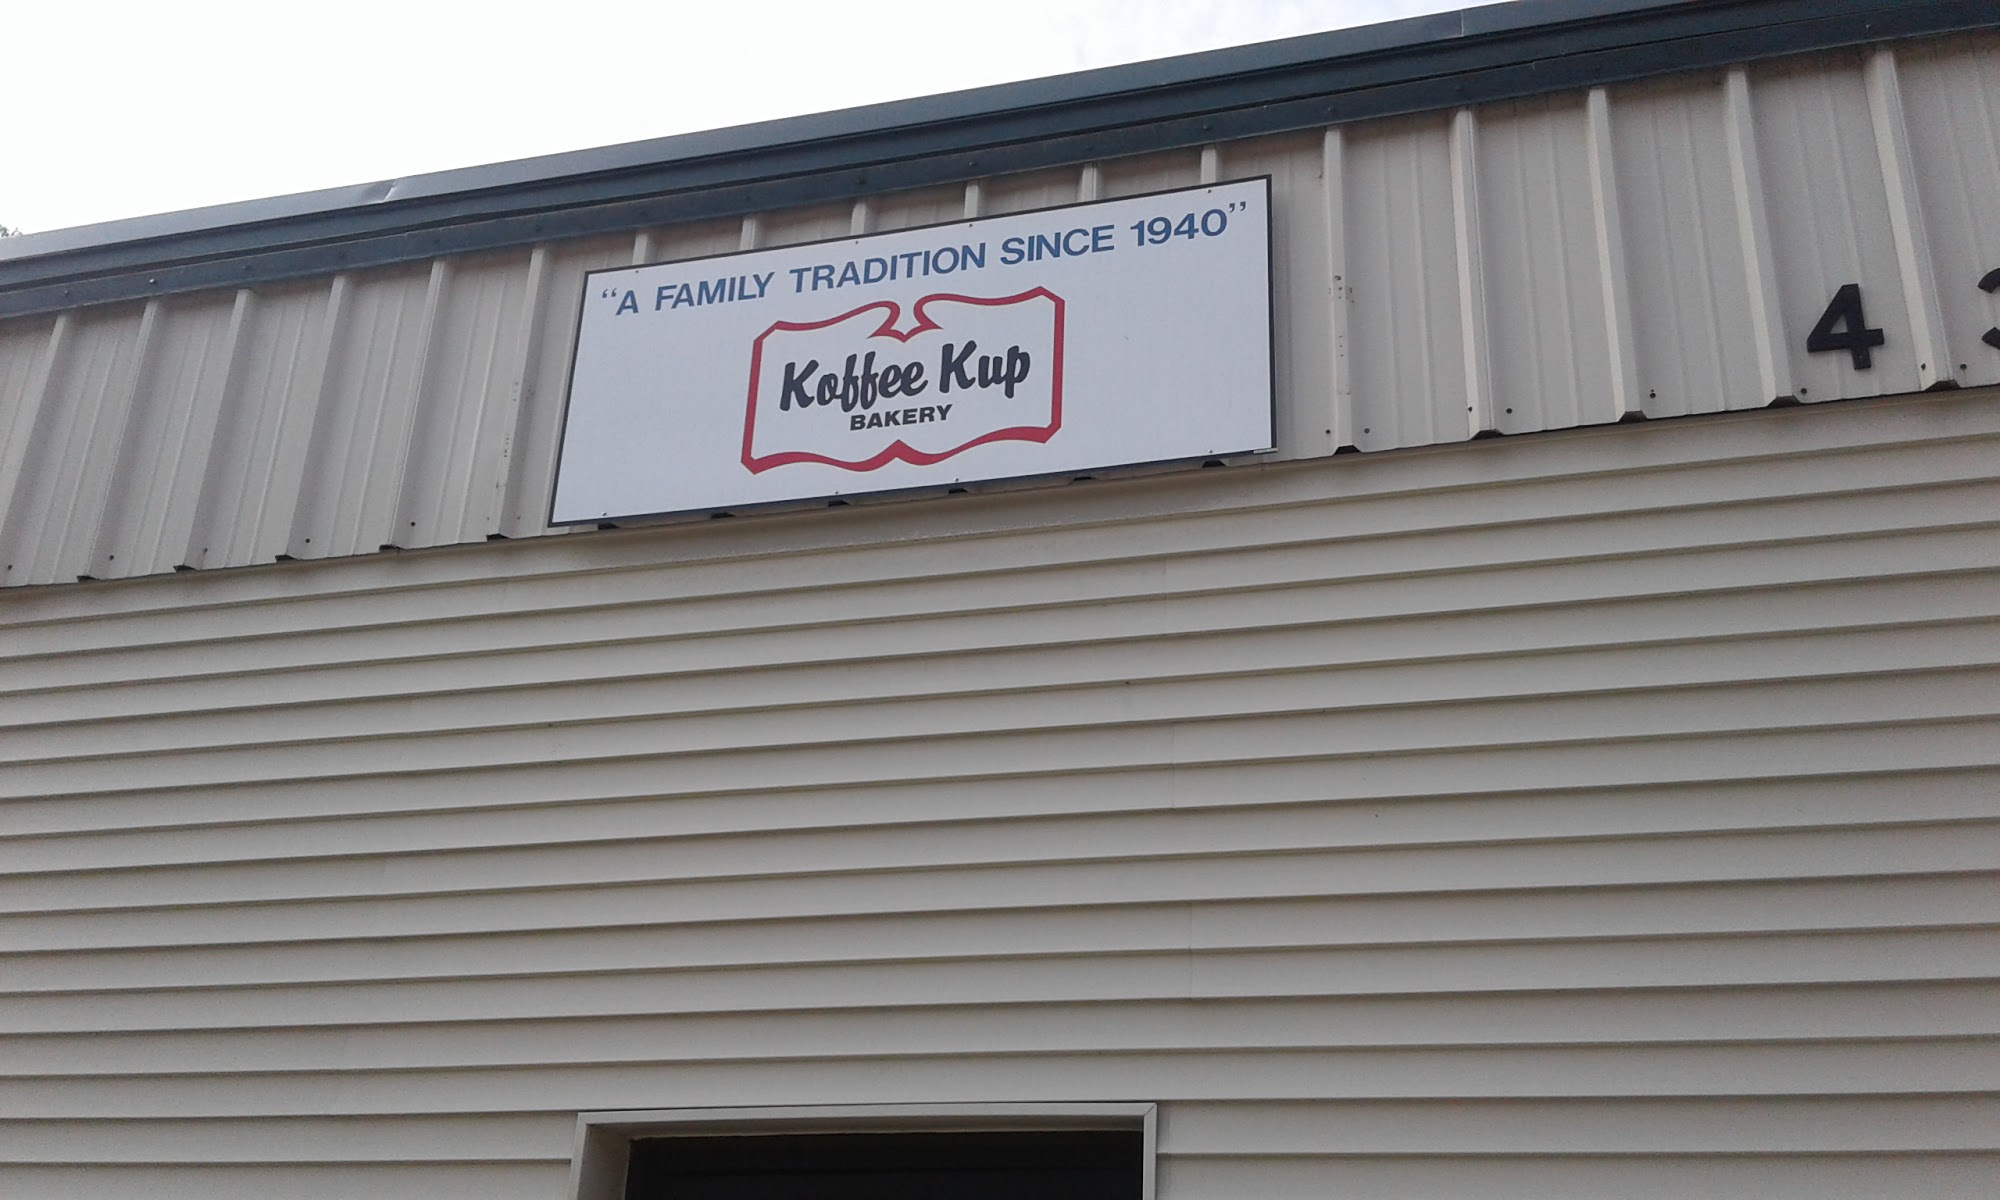 “A FAMILY TRADITION SINCE 1940”
Koffee Kup
BAKERY
4